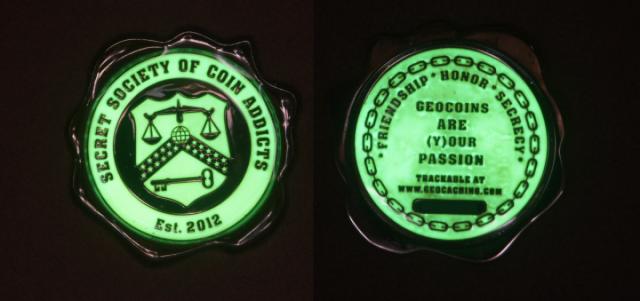 SECRET SOCIETY OF COIN ADDICTS
Est. 2012
FRIENDSHIP * HONOR * SECRECY
GEOCOINS
ARE
(Y)OUR
PASSION
TRACKABLE AT
WWW.GEOCACHING.COM